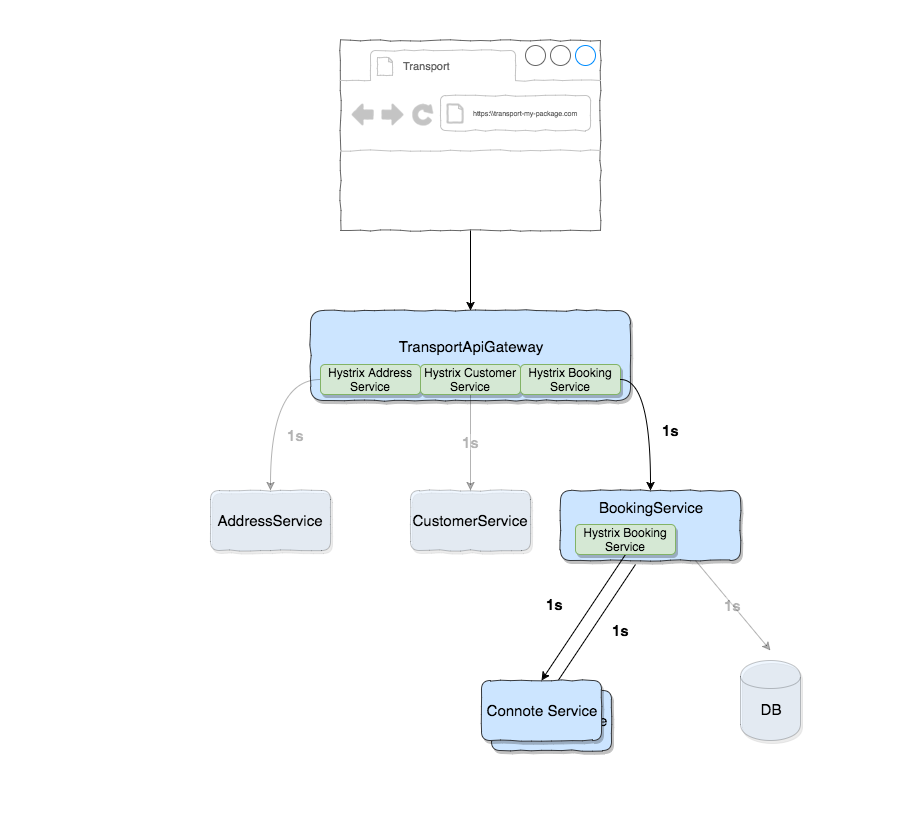 Transport
https://transport-my-package.com
TransportApiGateway
Hystrix Address
Service
Hystrix Customer
Service
Hystrix Booking
Service
1s
1s
1s
AddressService
CustomerService
BookingService
Hystrix Booking
Service
1s
1s
1s
Connote Service
e
DB